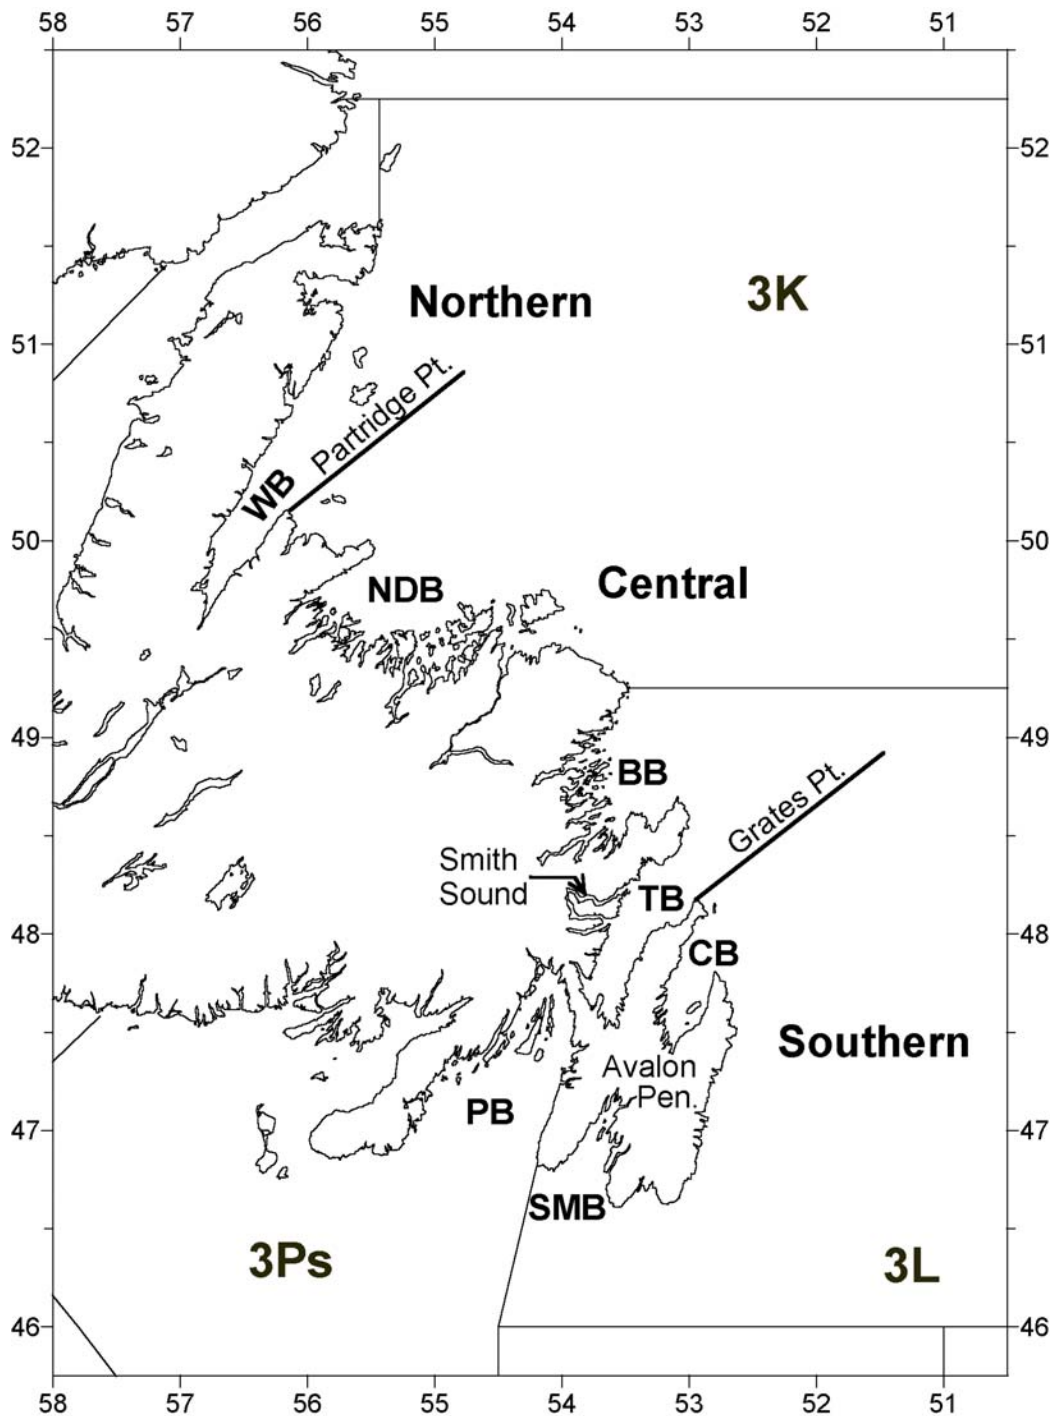 58 57 56 55 54 53 52 51
52 52
Northern
3K
51 51
Partridge Pt.
WB
50 50
NDB
Central
49 49
BB
Grates Pt.
Smith
Sound
TB
48 48
CB
Southern
Avalon
Pen.
PB
47 47
SMB
3Ps
3L
46 46
58 57 56 55 54 53 52 51